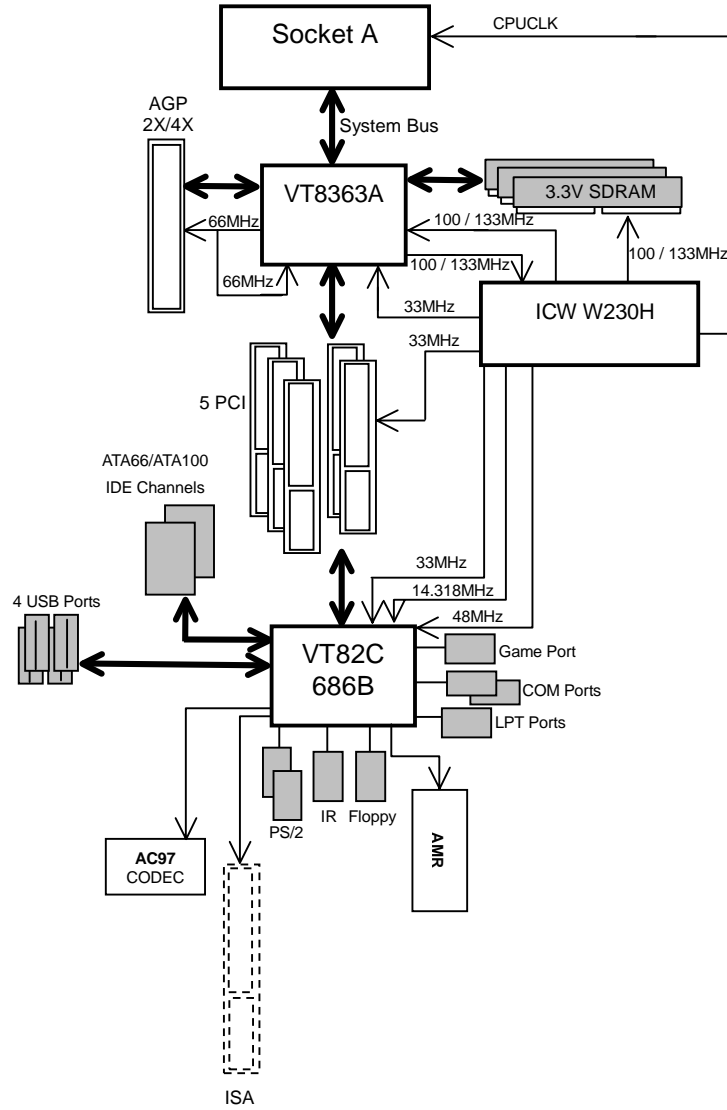 CPUCLK
Socket A
AGP
2X/4X
System Bus
VT8363A
3.3V SDRAM
66MHz
100 / 133MHz
100 / 133MHz
100 / 133MHz
66MHz
33MHz
ICW W230H
33MHz
5 PCI
ATA66/ATA100
IDE Channels
33MHz
14.318MHz
4 USB Ports
48MHz
VT82C
686B
Game Port
COM Ports
LPT Ports
PS/2
IR
Floppy
AMR
AC97
CODEC
ISA